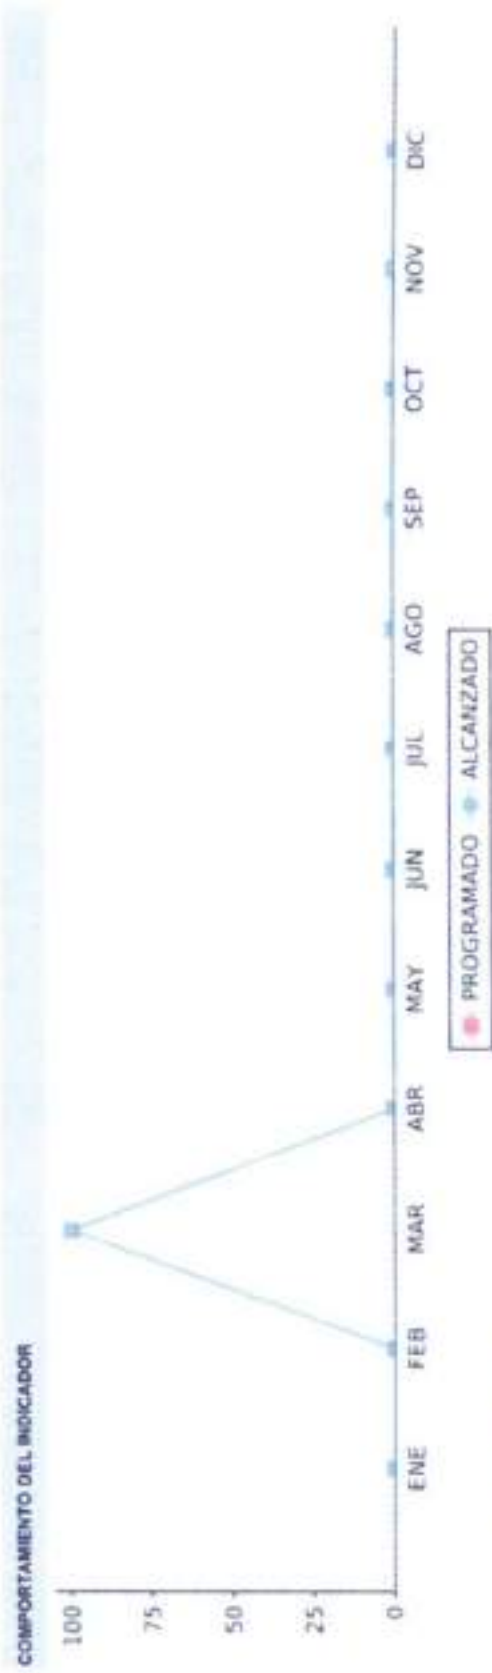 COMPORTAMIENTO DEL INDICADOR
100
75
50
25
0
ENE FEB MAR ABR MAY JUN JUL AGO SEP OCT NOV DIC
PROGRAMADO ALCANZADO